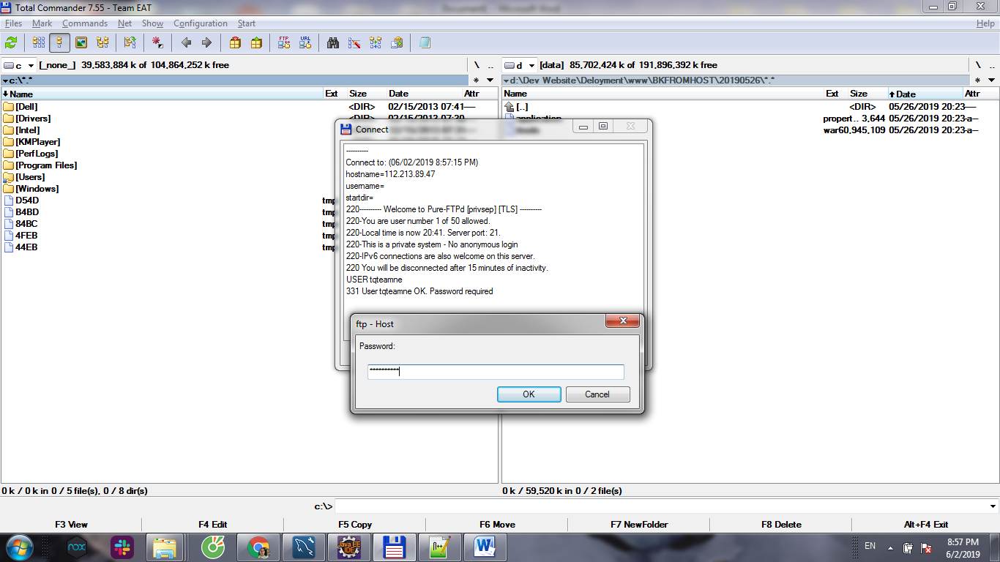 Total Commander 7.55 - Team EAT
Files Mark Commands Net Show Configuration Start Help
FTP URL
c [_none_] 39,583,884 k of 104,864,252 k free \ ..
d [data] 85,702,424 k of 191,896,392 k free \ ..
c:\*.* * 
d:\Dev Website\Deloyment\www\BKFROMHOST\20190526\*.* *
Name Ext Size Date Attr
Name Ext Size Date Attr
[Dell] <DIR> 02/15/2013 07:41----
[Drivers] <DIR> 02/15/2013 07:20
[Intel]
[KMPlayer]
[PerfLogs]
[Program Files]
[Users]
[Windows]
D54D tmp
B4BD tmp
84BC tmp
4FEB tmp
44EB tmp
[..] <DIR> 05/26/2019 20:23----
application propert.. 3,644 05/26/2019 20:23-a--
war 60,945,109 05/26/2019 20:23-a--
Connect
----------
Connect to: (06/02/2019 8:57:15 PM)
hostname=112.213.89.47
username=
startdir=
220---------- Welcome to Pure-FTPd [privsep] [TLS] ----------
220-You are user number 1 of 50 allowed.
220-Local time is now 20:41. Server port: 21.
220-This is a private system - No anonymous login
220-IPv6 connections are also welcome on this server.
220 You will be disconnected after 15 minutes of inactivity.
USER tqteamne
331 User tqteamne OK. Password required
ftp - Host
Password:
**********
OK Cancel
0 k / 0 k in 0 / 5 file(s), 0 / 8 dir(s)
0 k / 59,520 k in 0 / 2 file(s)
c:\>
F3 View F4 Edit F5 Copy F6 Move F7 NewFolder F8 Delete Alt+F4 Exit
nox
Java EE
IDE
n++
W
EN
8:57 PM
6/2/2019